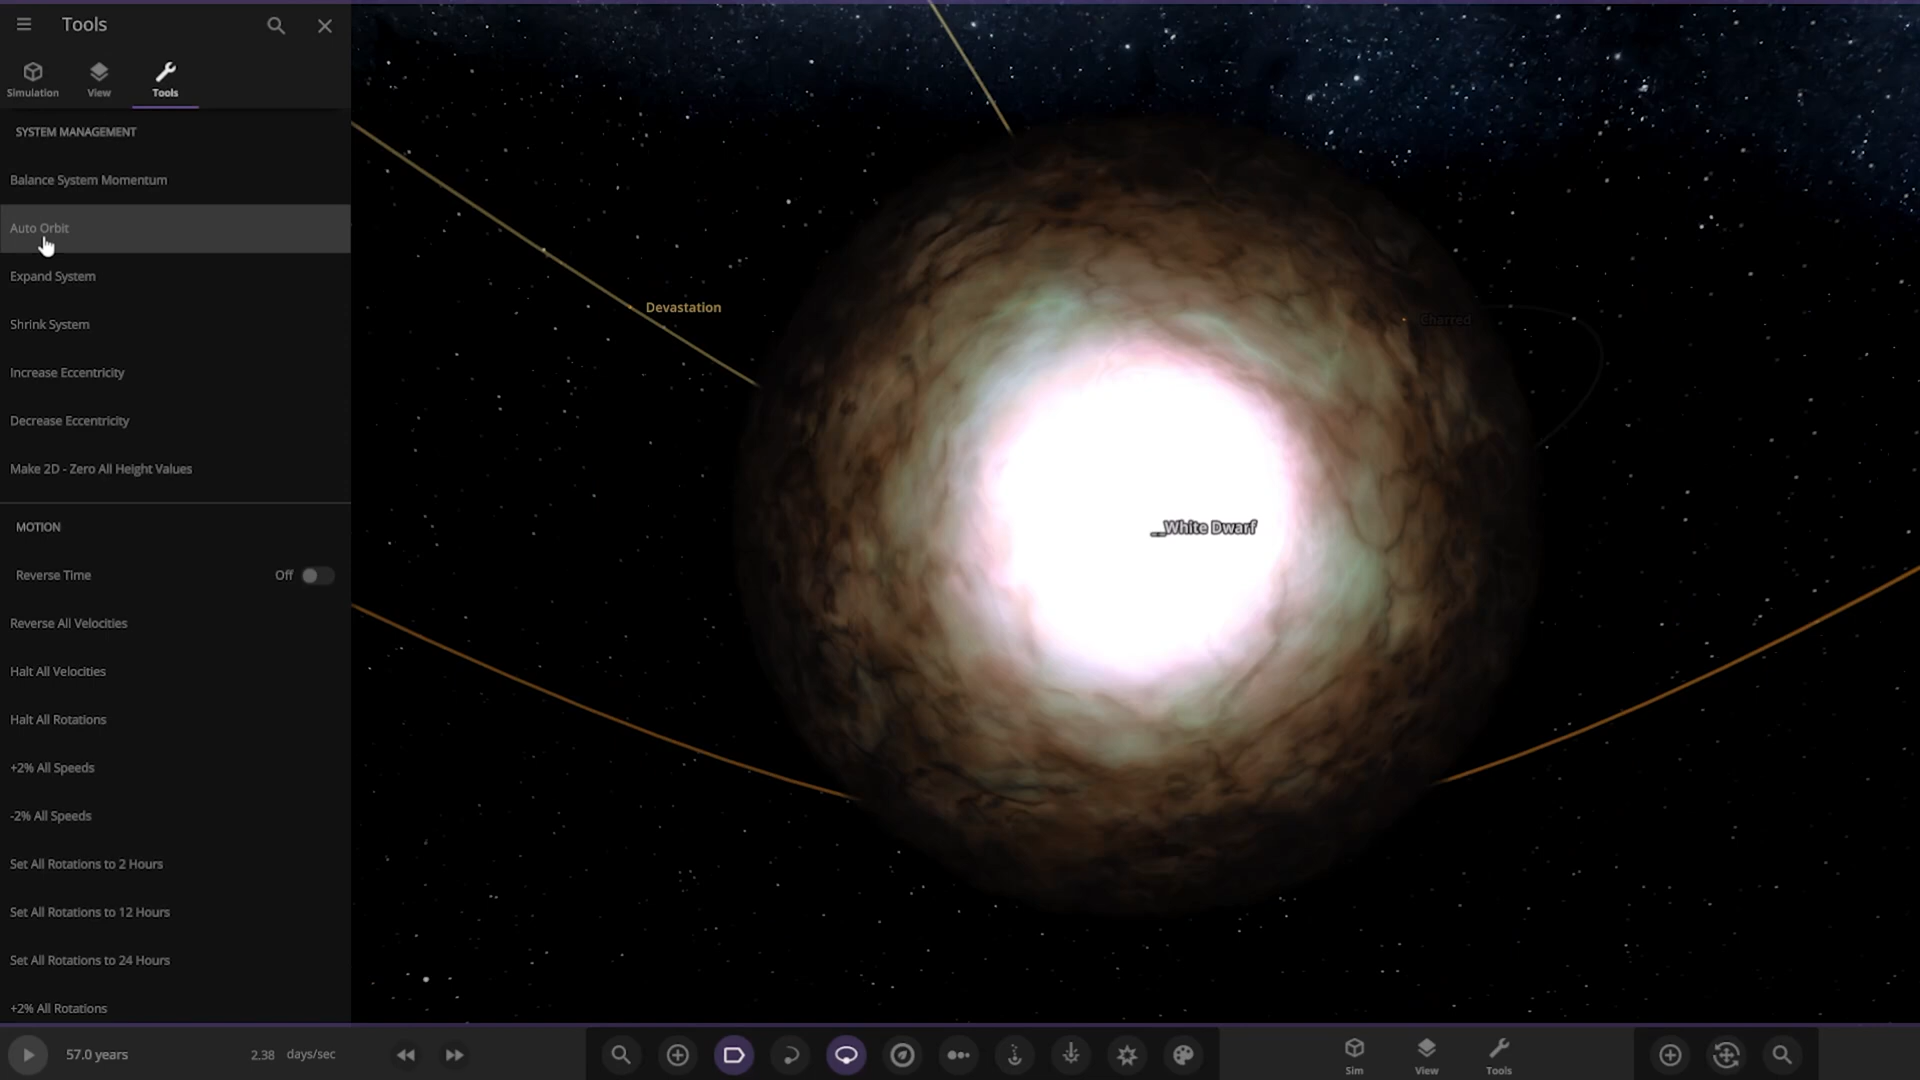 Tools
Simulation
View
Tools
SYSTEM MANAGEMENT
Balance System Momentum
Auto Orbit
Expand System
Shrink System
Increase Eccentricity
Decrease Eccentricity
Make 2D - Zero All Height Values
MOTION
Reverse Time Off
Reverse All Velocities
Halt All Velocities
Halt All Rotations
+2% All Speeds
-2% All Speeds
Set All Rotations to 2 Hours
Set All Rotations to 12 Hours
Set All Rotations to 24 Hours
+2% All Rotations
Devastation
Charred
__White Dwarf
57.0 years
2.38 days/sec
Sim
View
Tools